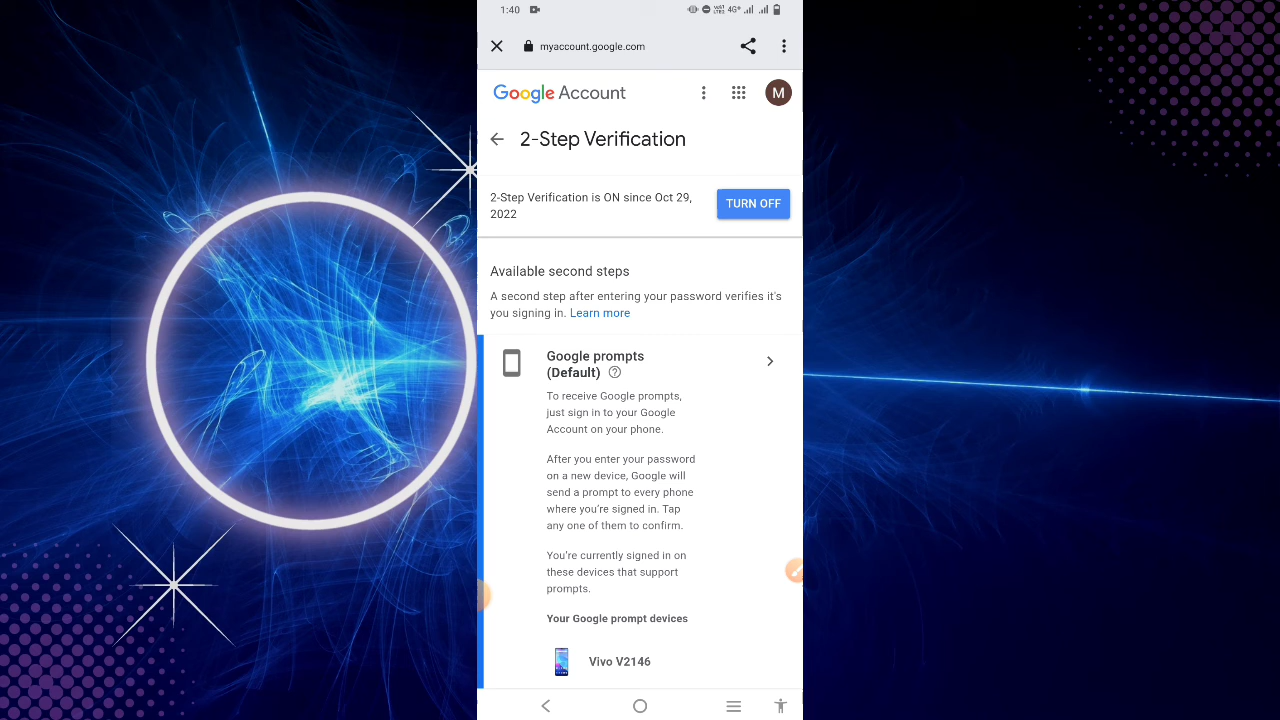 1:40 VoWiFi LTE2 4G+
myaccount.google.com
Google Account M
2-Step Verification
2-Step Verification is ON since Oct 29,
2022
TURN OFF
Available second steps
A second step after entering your password verifies it's
you signing in. Learn more
Google prompts
(Default)
To receive Google prompts,
just sign in to your Google
Account on your phone.
After you enter your password
on a new device, Google will
send a prompt to every phone
where you're signed in. Tap
any one of them to confirm.
You're currently signed in on
these devices that support
prompts.
Your Google prompt devices
Vivo V2146